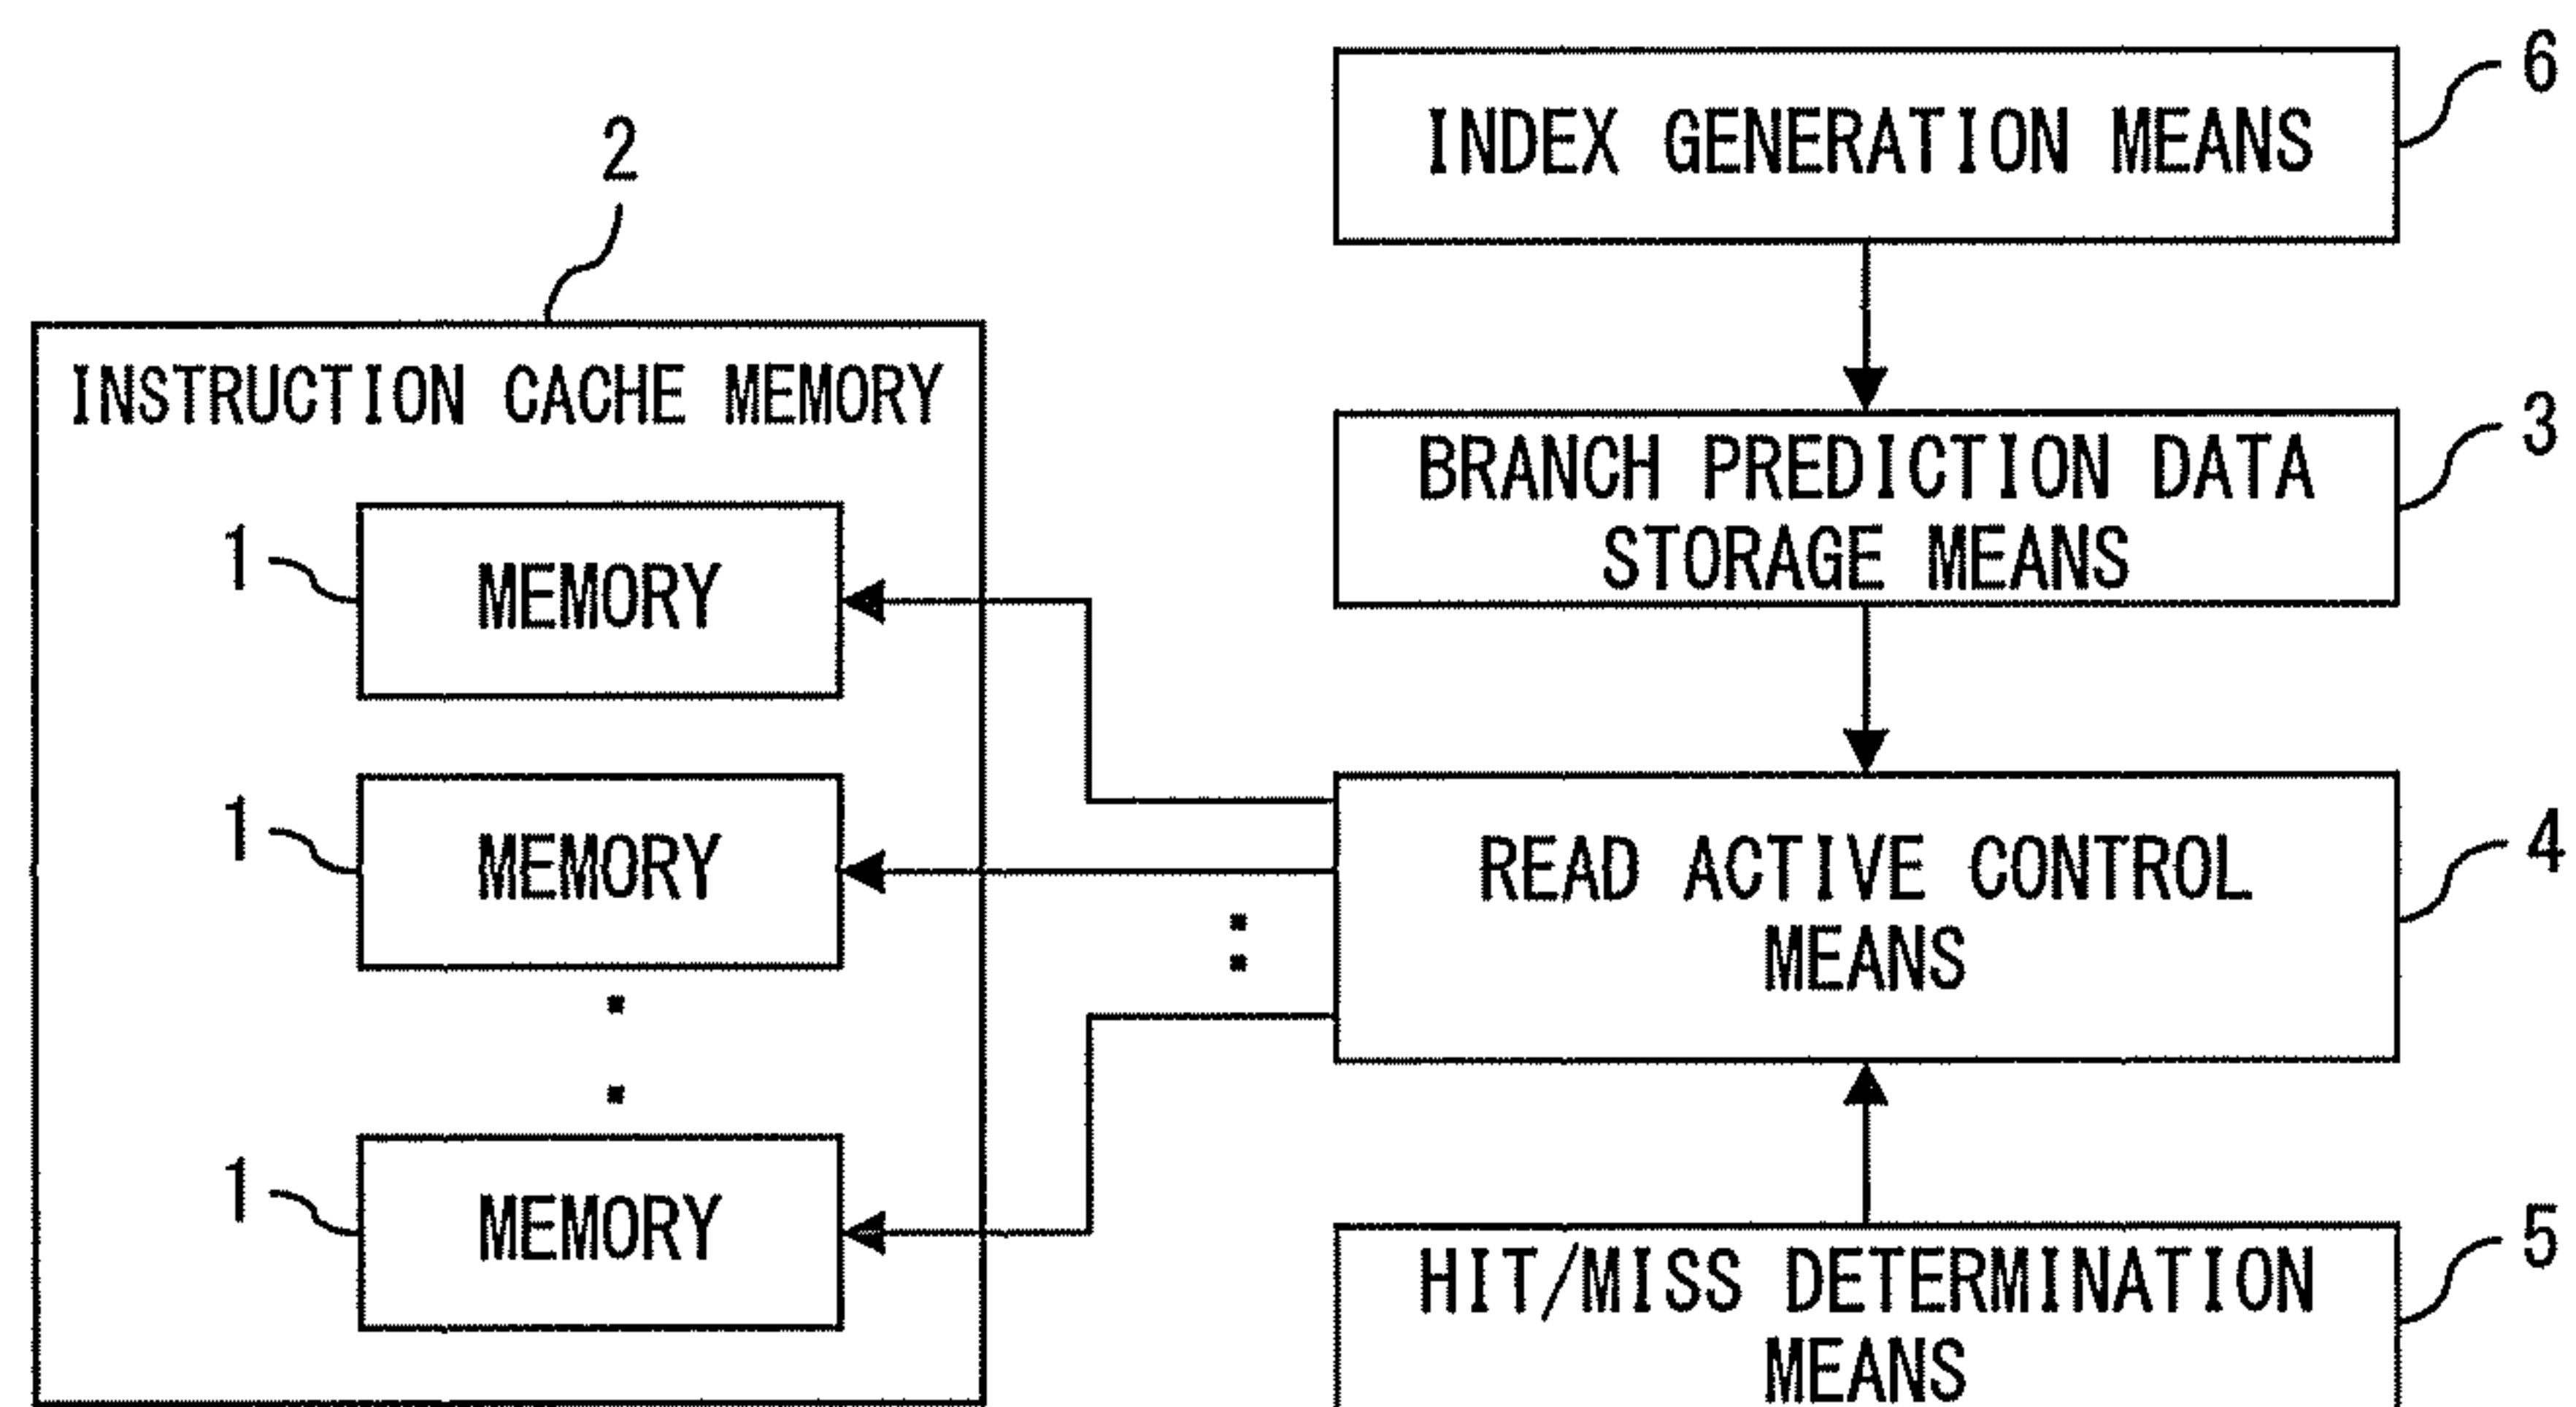 6
INDEX GENERATION MEANS
2
INSTRUCTION CACHE MEMORY
3
BRANCH PREDICTION DATA
STORAGE MEANS
1
MEMORY
1
MEMORY
4
READ ACTIVE CONTROL
MEANS
1
MEMORY
5
HIT/MISS DETERMINATION
MEANS